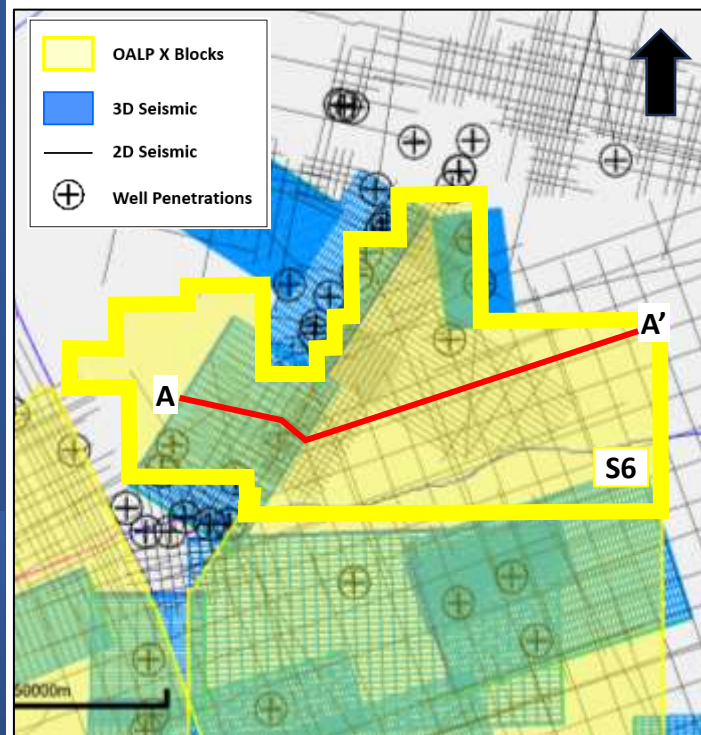 OALP X Blocks
3D Seismic
2D Seismic
Well Penetrations
A
A’
S6
50000m